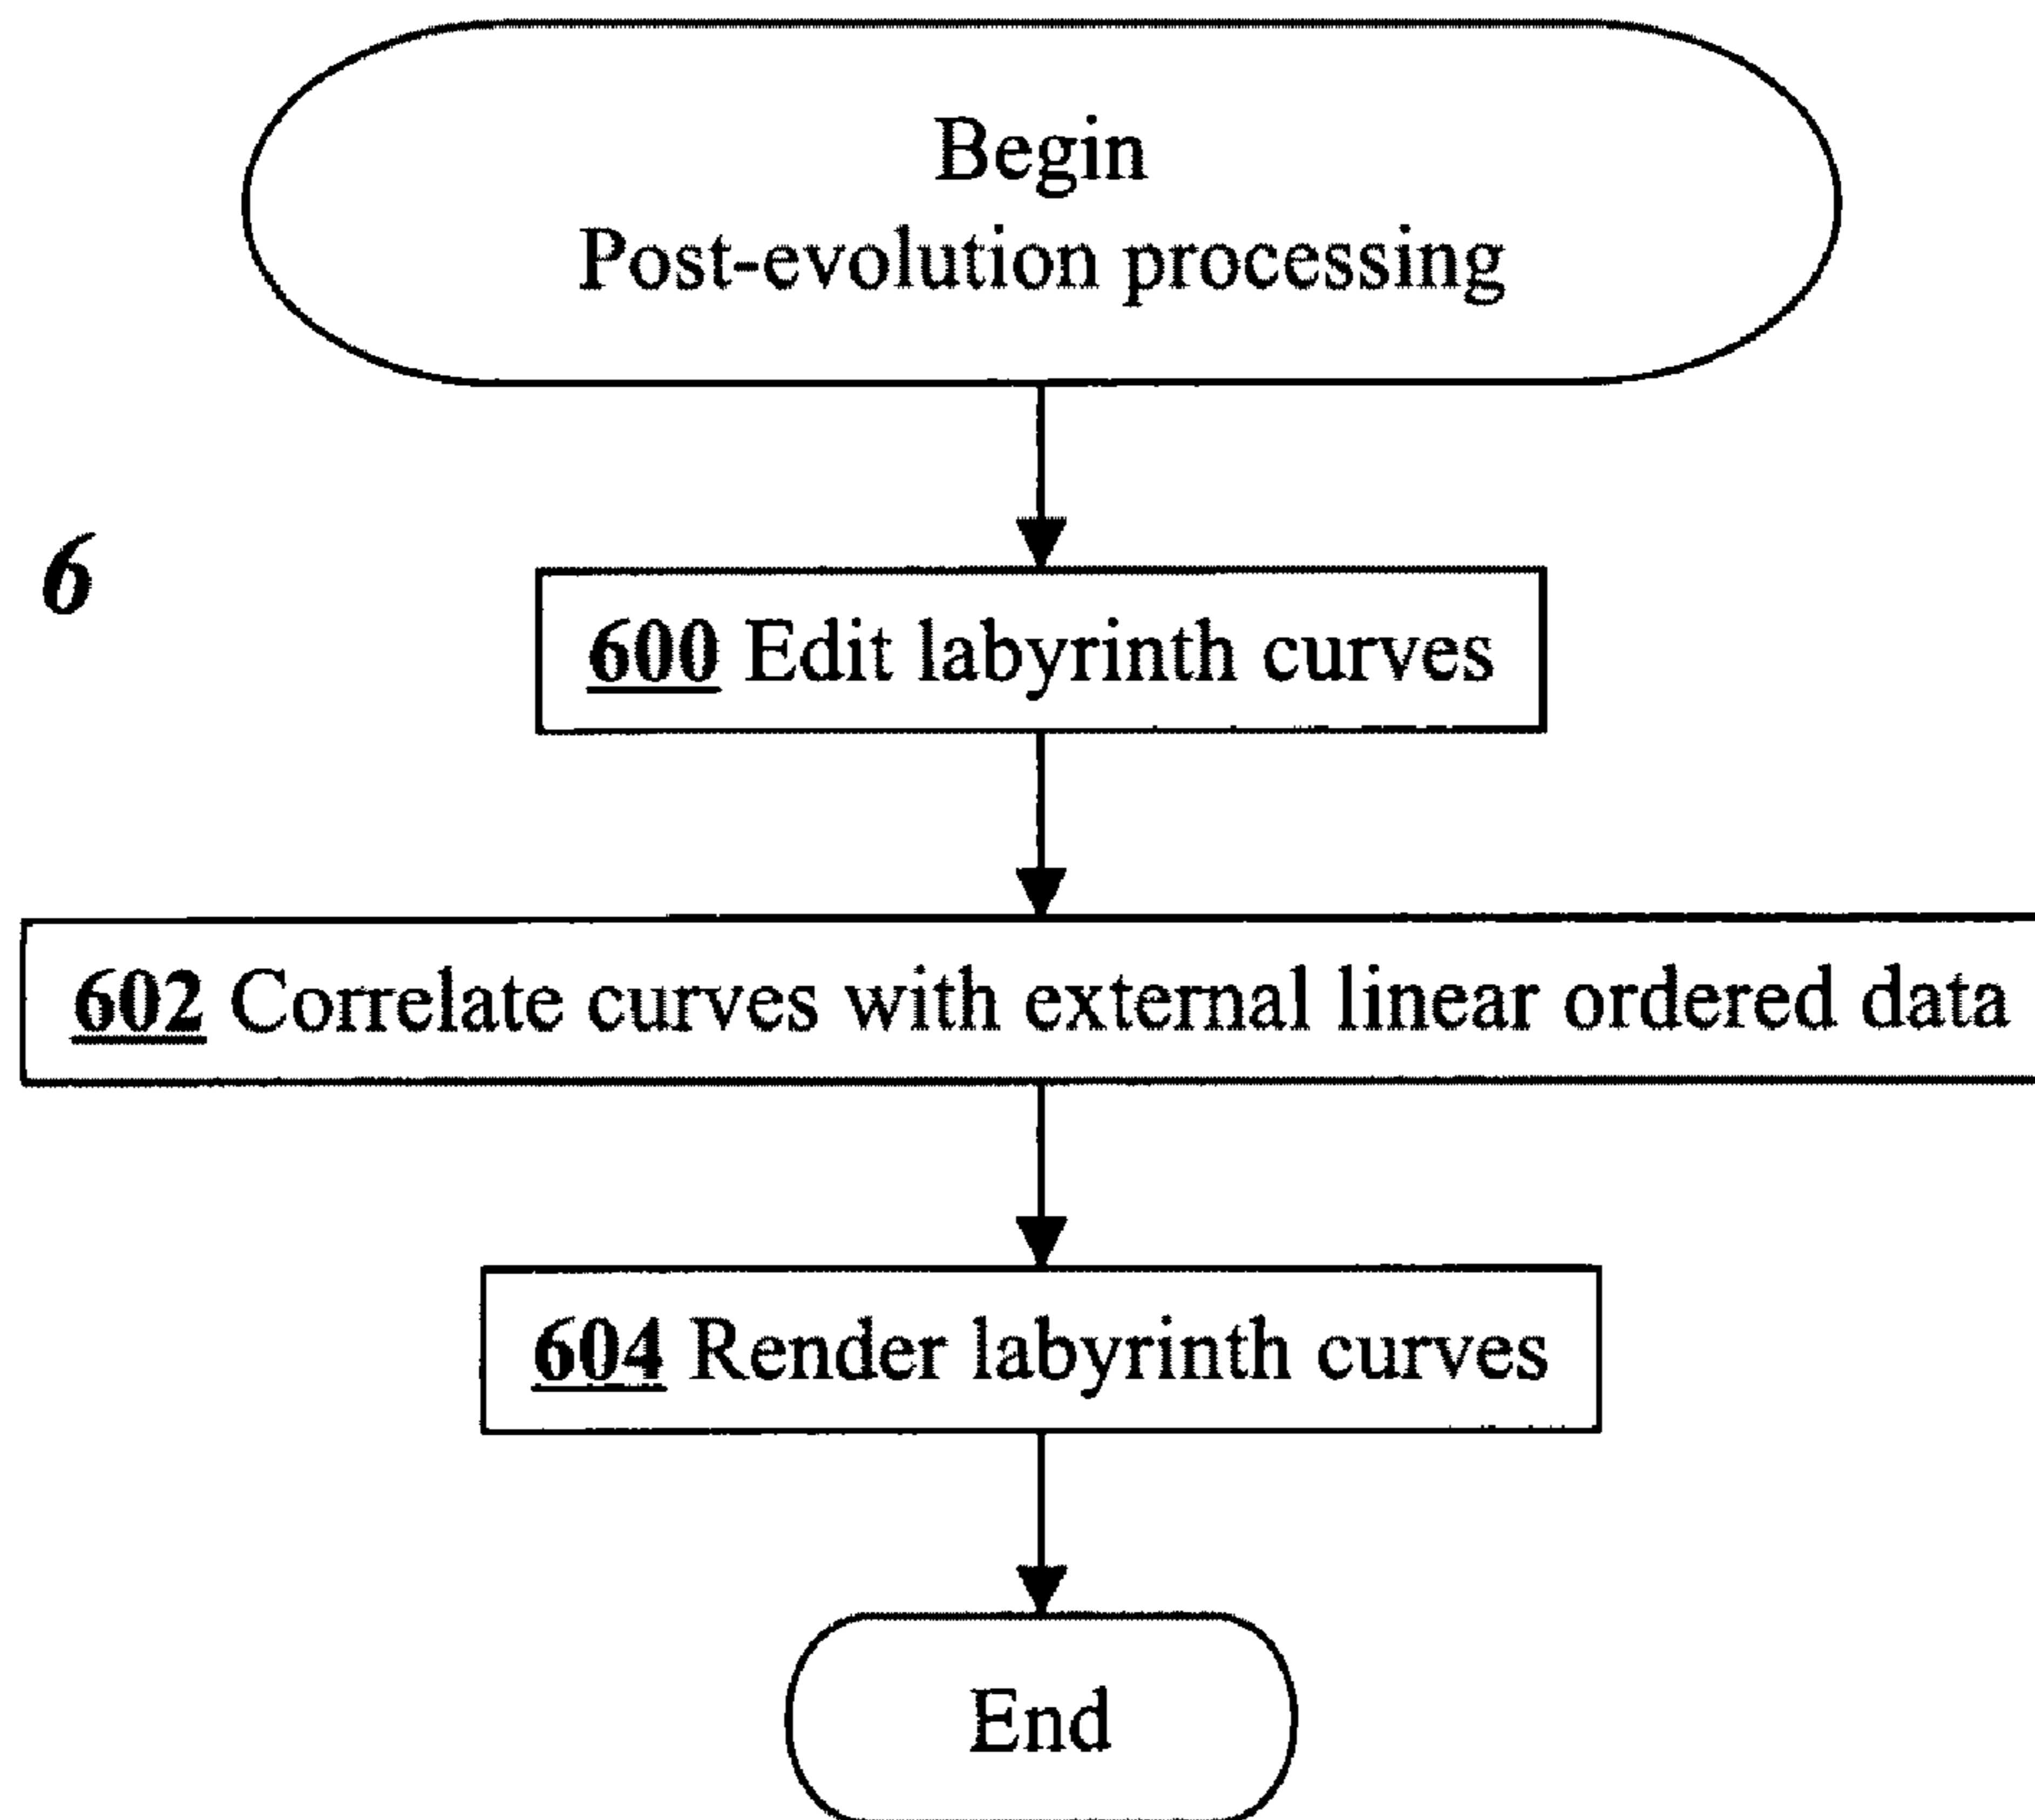 Begin
Post-evolution processing
6
600 Edit labyrinth curves
602 Correlate curves with external linear ordered data
604 Render labyrinth curves
End